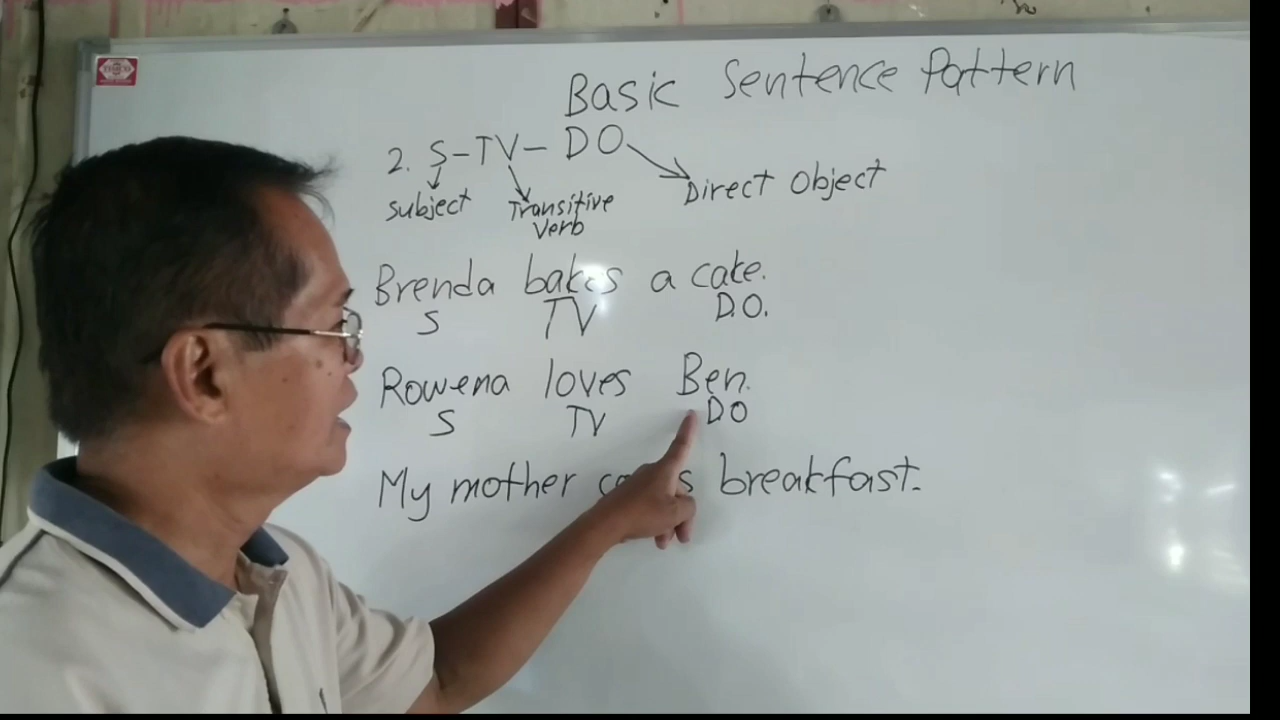 Basic Sentence Pattern
2. S-TV- DO
Subject Transitive Verb Direct Object
Brenda bakes a cake.
S TV D.O.
Rowena loves Ben.
S TV DO
My mother breakfast.